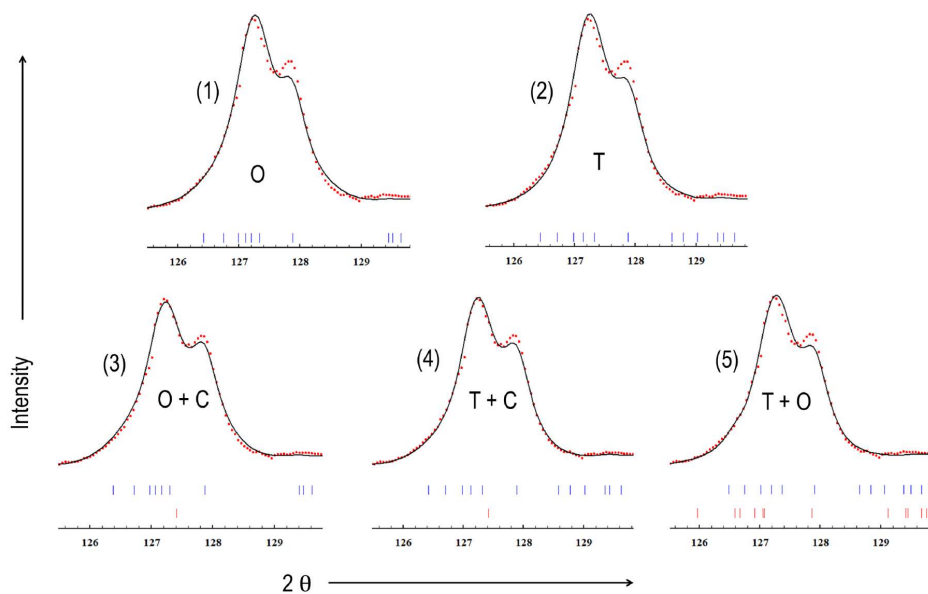 (1)
O
126 127 128 129
(2)
T
126 127 128 129
(3)
O + C
126 127 128 129
(4)
T + C
126 127 128 129
(5)
T + O
126 127 128 129
Intensity
2 θ